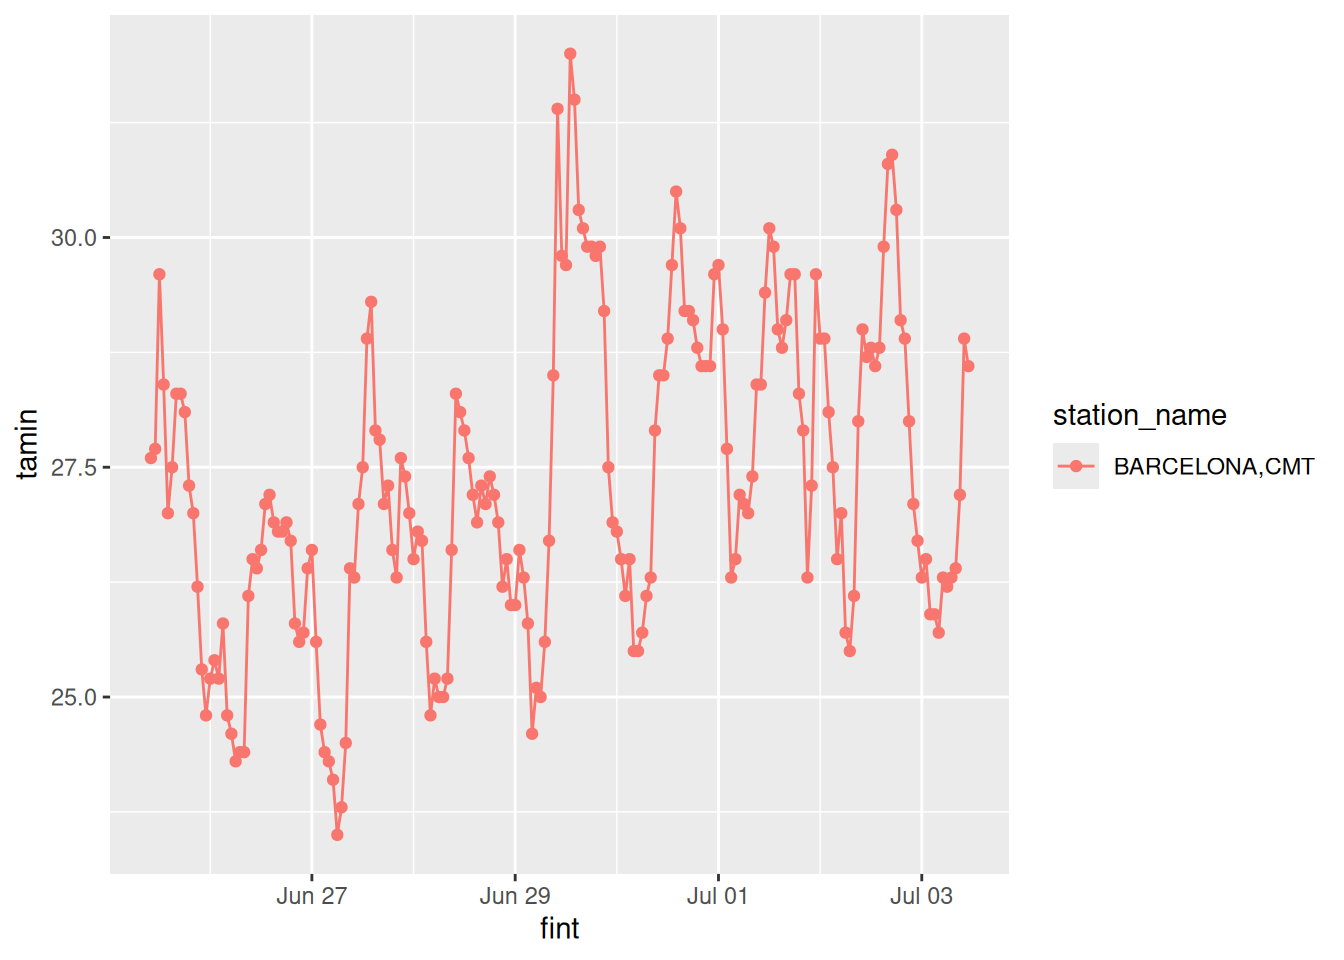 30.0
27.5
25.0
tamin
Jun 27
Jun 29
Jul 01
Jul 03
fint
station_name
BARCELONA,CMT